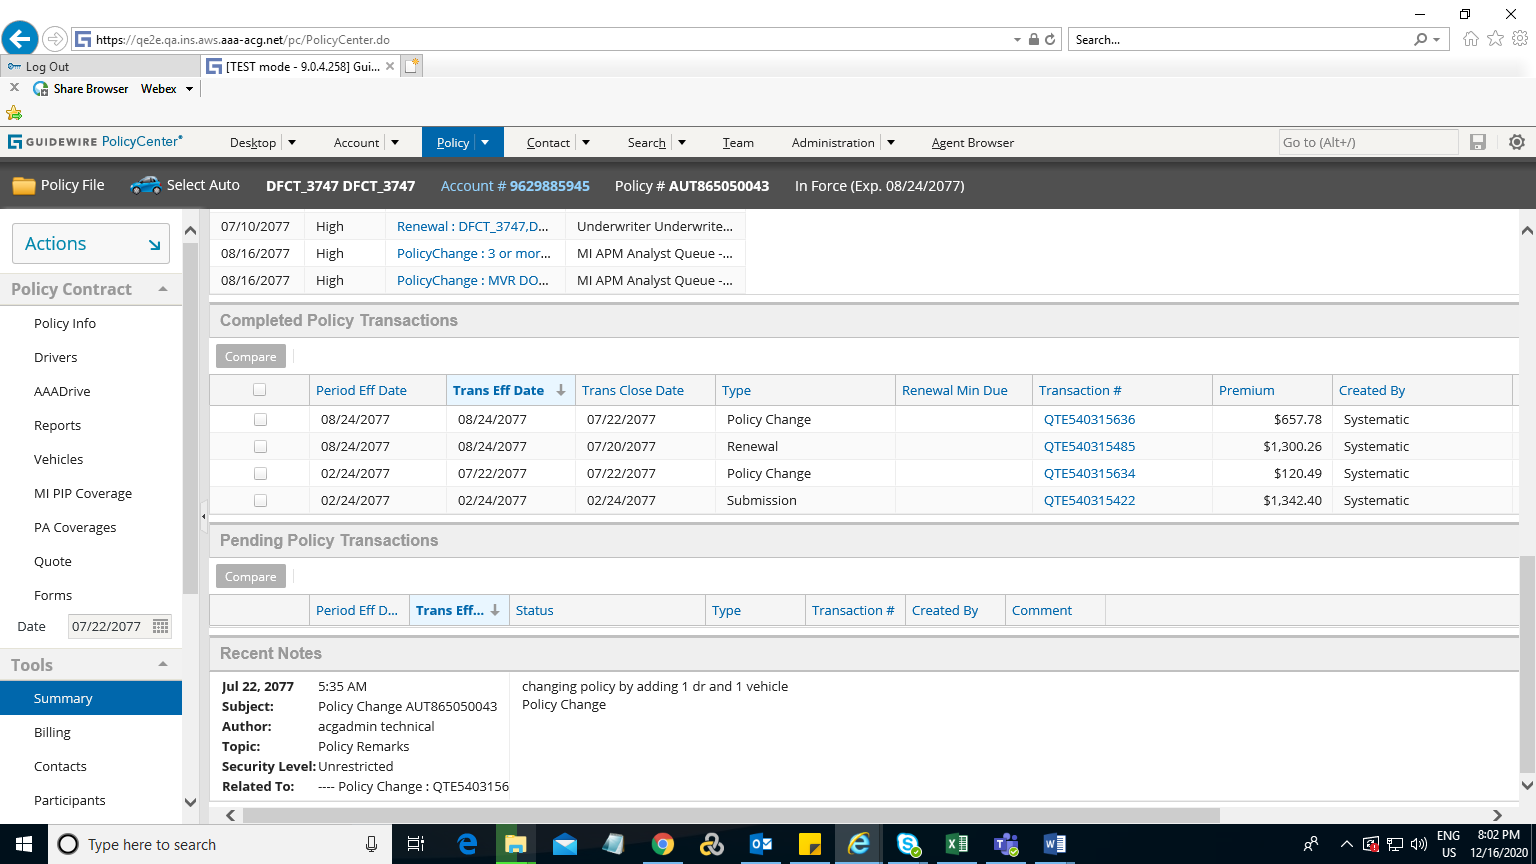 https://qe2e.qa.ins.aws.aaa-acg.net/pc/PolicyCenter.do
Search...
Log Out
[TEST mode - 9.0.4.258] Gui...
x Share Browser Webex
GUIDEWIRE PolicyCenter®
Desktop Account Policy Contact Search Team Administration Agent Browser
Go to (Alt+/)
Policy File Select Auto DFCT_3747 DFCT_3747 Account # 9629885945 Policy # AUT865050043 In Force (Exp. 08/24/2077)
Actions
Policy Contract
Policy Info
Drivers
AAADrive
Reports
Vehicles
MI PIP Coverage
PA Coverages
Quote
Forms
Date 07/22/2077
Tools
Summary
Billing
Contacts
Participants
07/10/2077 High Renewal : DFCT_3747,D... Underwriter Underwrite...
08/16/2077 High PolicyChange : 3 or mor... MI APM Analyst Queue -...
08/16/2077 High PolicyChange : MVR DO... MI APM Analyst Queue -...
Completed Policy Transactions
Compare
Period Eff Date Trans Eff Date Trans Close Date Type Renewal Min Due Transaction # Premium Created By
08/24/2077 08/24/2077 07/22/2077 Policy Change QTE540315636 $657.78 Systematic
08/24/2077 08/24/2077 07/20/2077 Renewal QTE540315485 $1,300.26 Systematic
02/24/2077 07/22/2077 07/22/2077 Policy Change QTE540315634 $120.49 Systematic
02/24/2077 02/24/2077 02/24/2077 Submission QTE540315422 $1,342.40 Systematic
Pending Policy Transactions
Compare
Period Eff D... Trans Eff... Status Type Transaction # Created By Comment
Recent Notes
Jul 22, 2077 5:35 AM
Subject: Policy Change AUT865050043
Author: acgadmin technical
Topic: Policy Remarks
Security Level: Unrestricted
Related To: ---- Policy Change : QTE5403156
changing policy by adding 1 dr and 1 vehicle
Policy Change
Type here to search
ENG
US
8:02 PM
12/16/2020